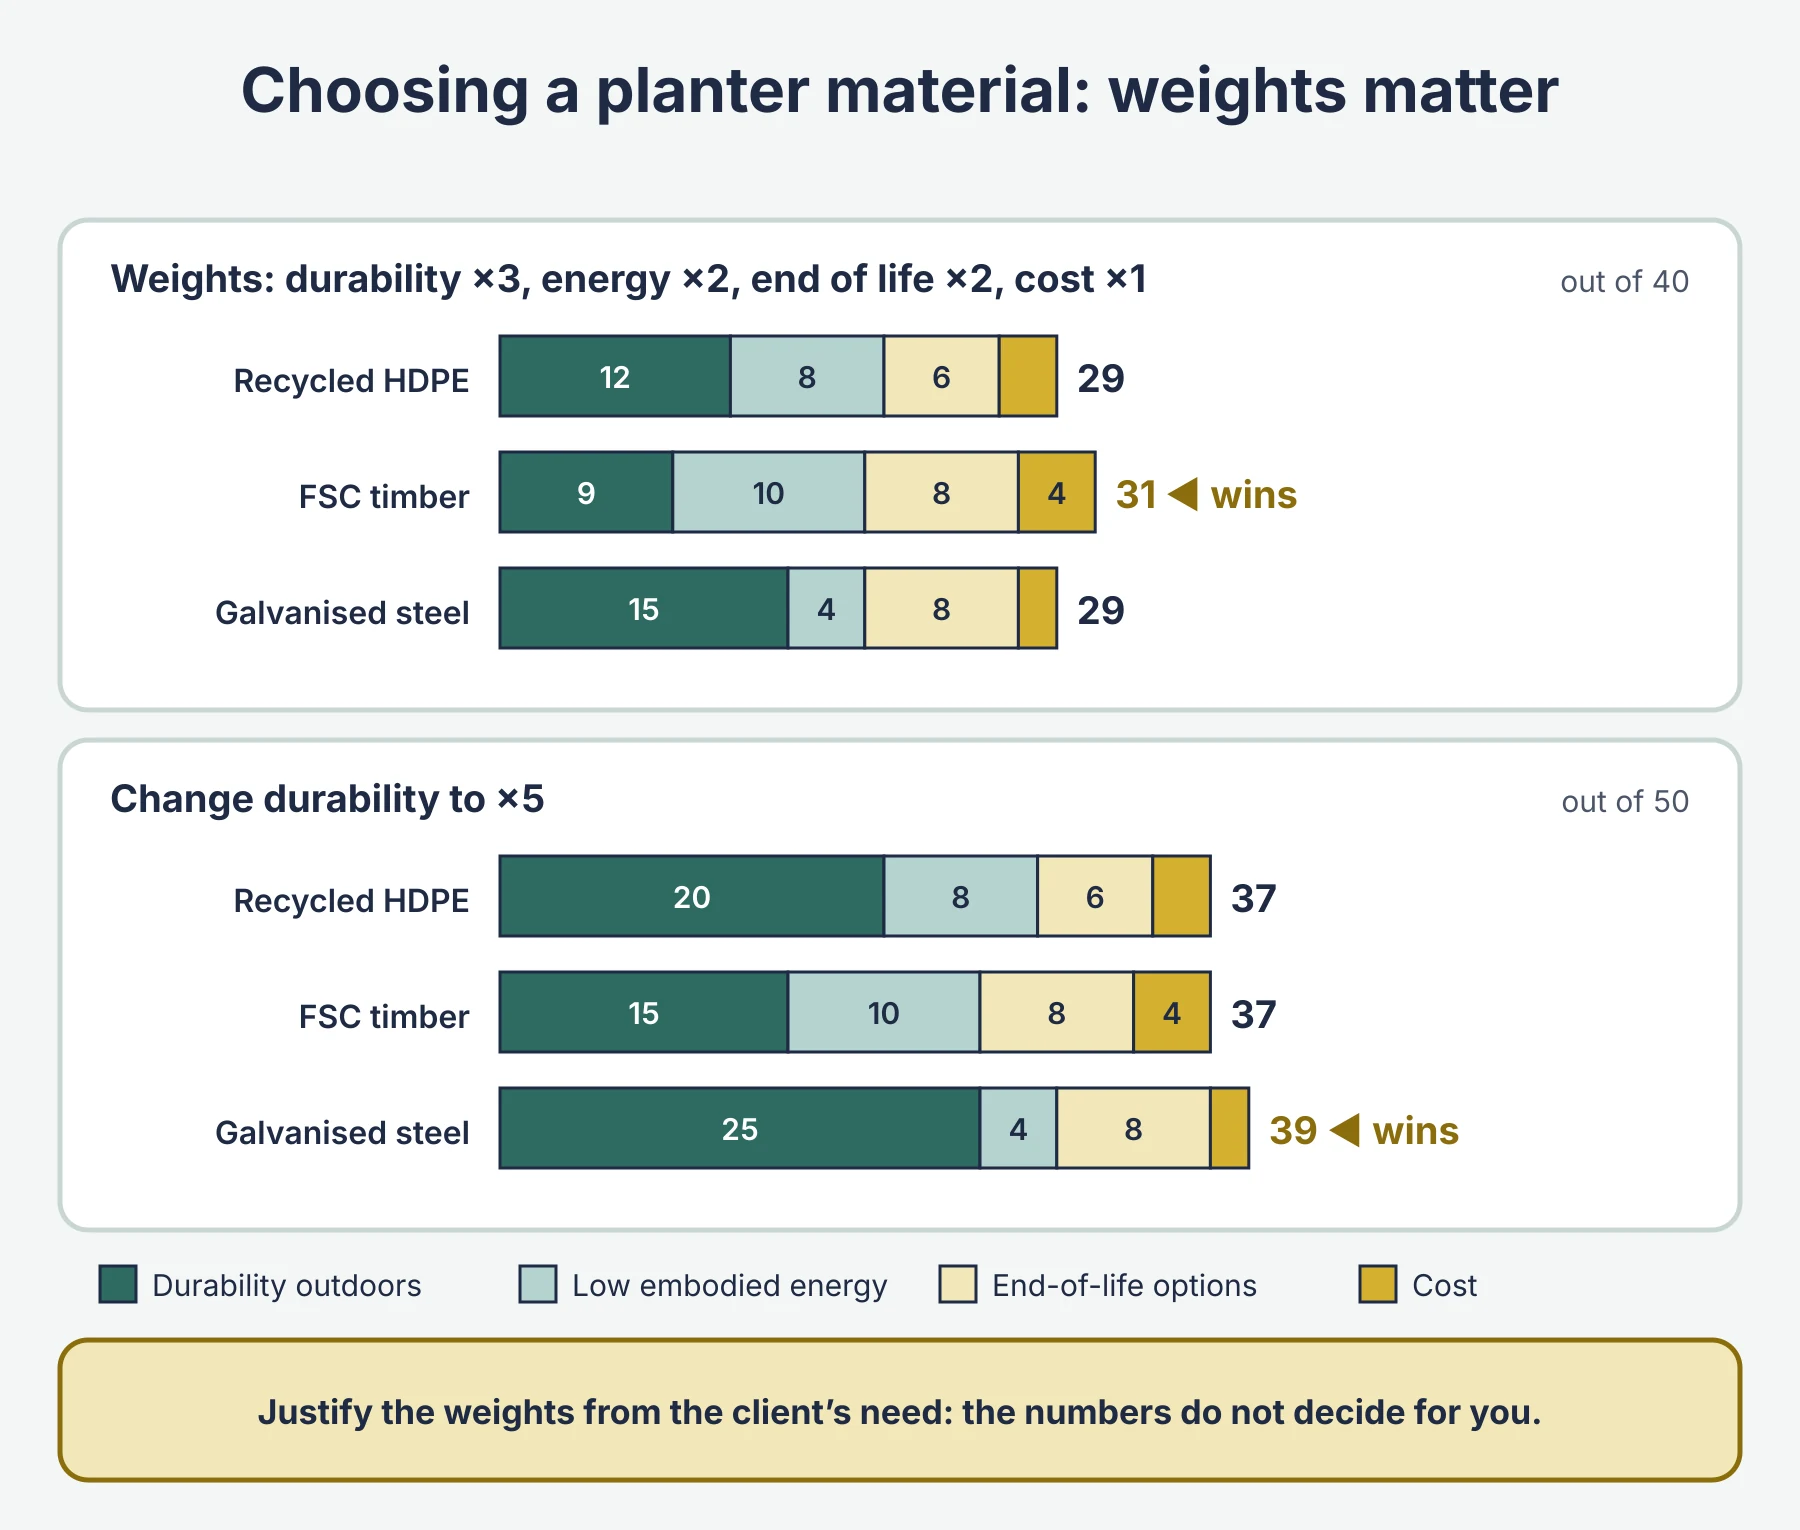 Choosing a planter material: weights matter
Weights: durability ×3, energy ×2, end of life ×2, cost ×1
out of 40
Recycled HDPE
12
8
6
29
FSC timber
9
10
8
4
31 ◀ wins
Galvanised steel
15
4
8
29
Change durability to ×5
out of 50
Recycled HDPE
20
8
6
37
FSC timber
15
10
8
4
37
Galvanised steel
25
4
8
39 ◀ wins
Durability outdoors
Low embodied energy
End-of-life options
Cost
Justify the weights from the client’s need: the numbers do not decide for you.